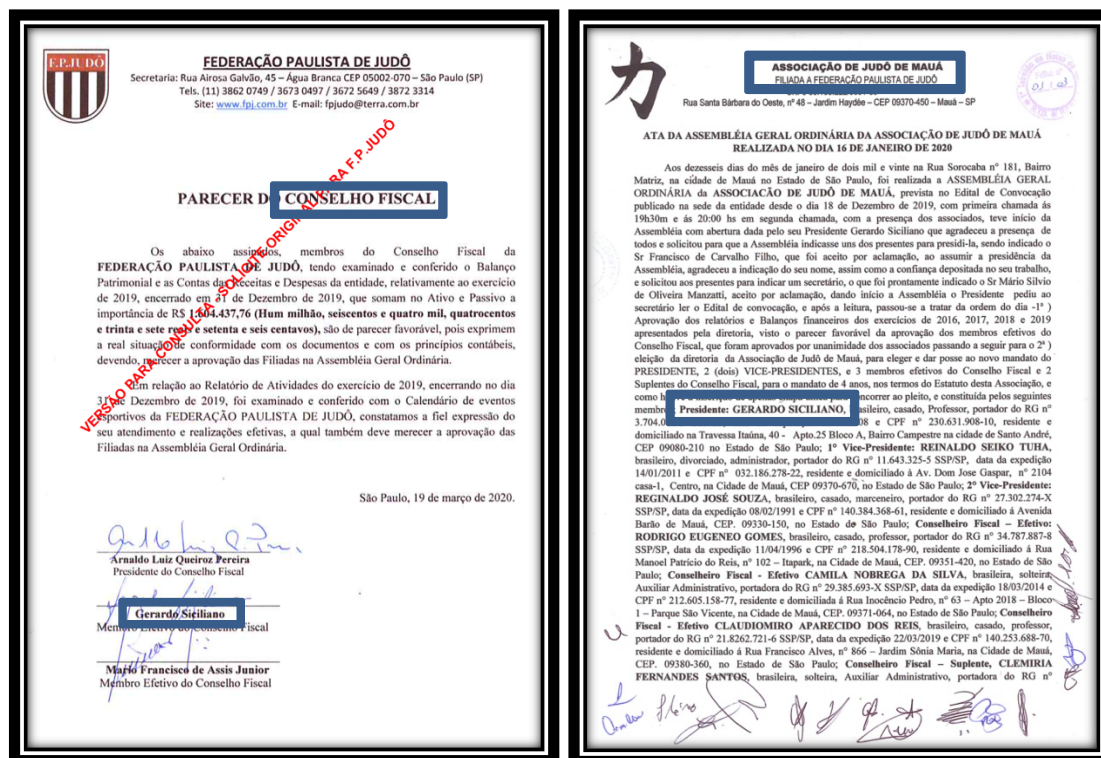 F.P.JUDÔ
FEDERAÇÃO PAULISTA DE JUDÔ
Secretaria: Rua Airosa Galvão, 45 – Água Branca CEP 05002-070 – São Paulo (SP)
Tels. (11) 3862 0749 / 3673 0497 / 3672 5649 / 3872 3314
Site: www.fpj.com.br E-mail: fpjudo@terra.com.br
VERSÃO PARA CONSULTA - SOLICITE ORIGINAL PARA F.P.JUDÔ
PARECER DO CONSELHO FISCAL
Os abaixo assinados, membros do Conselho Fiscal da
FEDERAÇÃO PAULISTA DE JUDÔ, tendo examinado e conferido o Balanço
Patrimonial e as Contas das Receitas e Despesas da entidade, relativamente ao exercício
de 2019, encerrado em 31 de Dezembro de 2019, que somam no Ativo e Passivo a
importância de R$ 1.604.437,76 (Hum milhão, seiscentos e quatro mil, quatrocentos
e trinta e sete reais e setenta e seis centavos), são de parecer favorável, pois exprimem
a real situação de conformidade com os documentos e com os princípios contábeis,
devendo, merecer a aprovação das Filiadas na Assembléia Geral Ordinária.
Em relação ao Relatório de Atividades do exercício de 2019, encerrando no dia
31 de Dezembro de 2019, foi examinado e conferido com o Calendário de eventos
esportivos da FEDERAÇÃO PAULISTA DE JUDÔ, constatamos a fiel expressão do
seu atendimento e realizações efetivas, a qual também deve merecer a aprovação das
Filiadas na Assembléia Geral Ordinária.
São Paulo, 19 de março de 2020.
Arnaldo Luiz Queiroz Pereira
Presidente do Conselho Fiscal
Gerardo Siciliano
Membro Efetivo do Conselho Fiscal
Mario Francisco de Assis Junior
Membro Efetivo do Conselho Fiscal
力
ASSOCIAÇÃO DE JUDÔ DE MAUÁ
FILIADA A FEDERAÇÃO PAULISTA DE JUDÔ
Rua Santa Bárbara do Oeste, nº 48 – Jardim Haydée – CEP 09370-450 – Mauá – SP
ATA DA ASSEMBLÉIA GERAL ORDINÁRIA DA ASSOCIAÇÃO DE JUDÔ DE MAUÁ
REALIZADA NO DIA 16 DE JANEIRO DE 2020
Aos dezesseis dias do mês de janeiro de dois mil e vinte na Rua Sorocaba nº 181, Bairro
Matriz, na cidade de Mauá no Estado de São Paulo, foi realizada a ASSEMBLÉIA GERAL
ORDINÁRIA da ASSOCIACÃO DE JUDÔ DE MAUÁ, prevista no Edital de Convocação
publicado na sede da entidade desde o dia 18 de Dezembro de 2019, com primeira chamada ás
19h30m e ás 20:00 hs em segunda chamada, com a presença dos associados, teve início da
Assembléia com abertura dada pelo seu Presidente Gerardo Siciliano que agradeceu a presença de
todos e solicitou para que a Assembléia indicasse uns dos presentes para presidi-la, sendo indicado o
Sr Francisco de Carvalho Filho, que foi aceito por aclamação, ao assumir a presidência da
Assembléia, agradeceu a indicação do seu nome, assim como a confiança depositada no seu trabalho,
e solicitou aos presentes para indicar um secretário, o que foi prontamente indicado o Sr Mário Silvio
de Oliveira Manzatti, aceito por aclamação, dando início a Assembléia o Presidente pediu ao
secretário ler o Edital de convocação, e após a leitura, passou-se a tratar da ordem do dia -1ª )
Aprovação dos relatórios e Balanços financeiros dos exercícios de 2016, 2017, 2018 e 2019
apresentados pela diretoria, visto o parecer favorável da aprovação dos membros efetivos do
Conselho Fiscal, que foram aprovados por unanimidade dos associados passando a seguir para o 2ª )
eleição da diretoria da Associação de Judô de Mauá, para eleger e dar posse ao novo mandato do
PRESIDENTE, 2 (dois) VICE-PRESIDENTES, e 3 membros efetivos do Conselho Fiscal e 2
Suplentes do Conselho Fiscal, para o mandato de 4 anos, nos termos do Estatuto desta Associação, e
como concorrer ao pleito, e constituída pelos seguintes
membr Presidente: GERARDO SICILIANO, brasileiro, casado, Professor, portador do RG nº
3.704.0 08 e CPF nº 230.631.908-10, residente e
domiciliado na Travessa Itaúna, 40 - Apto.25 Bloco A, Bairro Campestre na cidade de Santo André,
CEP 09080-210 no Estado de São Paulo; 1º Vice-Presidente: REINALDO SEIKO TUHA,
brasileiro, divorciado, administrador, portador do RG nº 11.643.325-5 SSP/SP, data da expedição
14/01/2011 e CPF nº 032.186.278-22, residente e domiciliado á Av. Dom Jose Gaspar, nº 2104
casa-1, Centro, na Cidade de Mauá, CEP 09370-670, no Estado de São Paulo; 2º Vice-Presidente:
REGINALDO JOSÉ SOUZA, brasileiro, casado, marceneiro, portador do RG nº 27.302.274-X
SSP/SP, data da expedição 08/02/1991 e CPF nº 140.384.368-61, residente e domiciliado á Avenida
Barão de Mauá, CEP. 09330-150, no Estado de São Paulo; Conselheiro Fiscal – Efetivo:
RODRIGO EUGENEO GOMES, brasileiro, casado, professor, portador do RG nº 34.787.887-8
SSP/SP, data da expedição 11/04/1996 e CPF nº 218.504.178-90, residente e domiciliado á Rua
Manoel Patrício do Reis, nº 102 – Itapark, na Cidade de Mauá, CEP. 09351-420, no Estado de São
Paulo; Conselheiro Fiscal - Efetivo CAMILA NOBREGA DA SILVA, brasileira, solteira,
Auxiliar Administrativo, portadora do RG nº 29.385.693-X SSP/SP, data da expedição 18/03/2014 e
CPF nº 212.605.158-77, residente e domiciliada á Rua Inocêncio Pedro, nº 63 – Apto 2018 – Bloco
1 – Parque São Vicente, na Cidade de Mauá, CEP. 09371-064, no Estado de São Paulo; Conselheiro
Fiscal - Efetivo CLAUDIOMIRO APARECIDO DOS REIS, brasileiro, casado, professor,
portador do RG nº 21.8262.721-6 SSP/SP, data da expedição 22/03/2019 e CPF nº 140.253.688-70,
residente e domiciliado á Rua Francisco Alves, nº 866 – Jardim Sônia Maria, na Cidade de Mauá,
CEP. 09380-360, no Estado de São Paulo; Conselheiro Fiscal – Suplente, CLEMIRIA
FERNANDES SANTOS, brasileira, solteira, Auxiliar Administrativo, portadora do RG nº